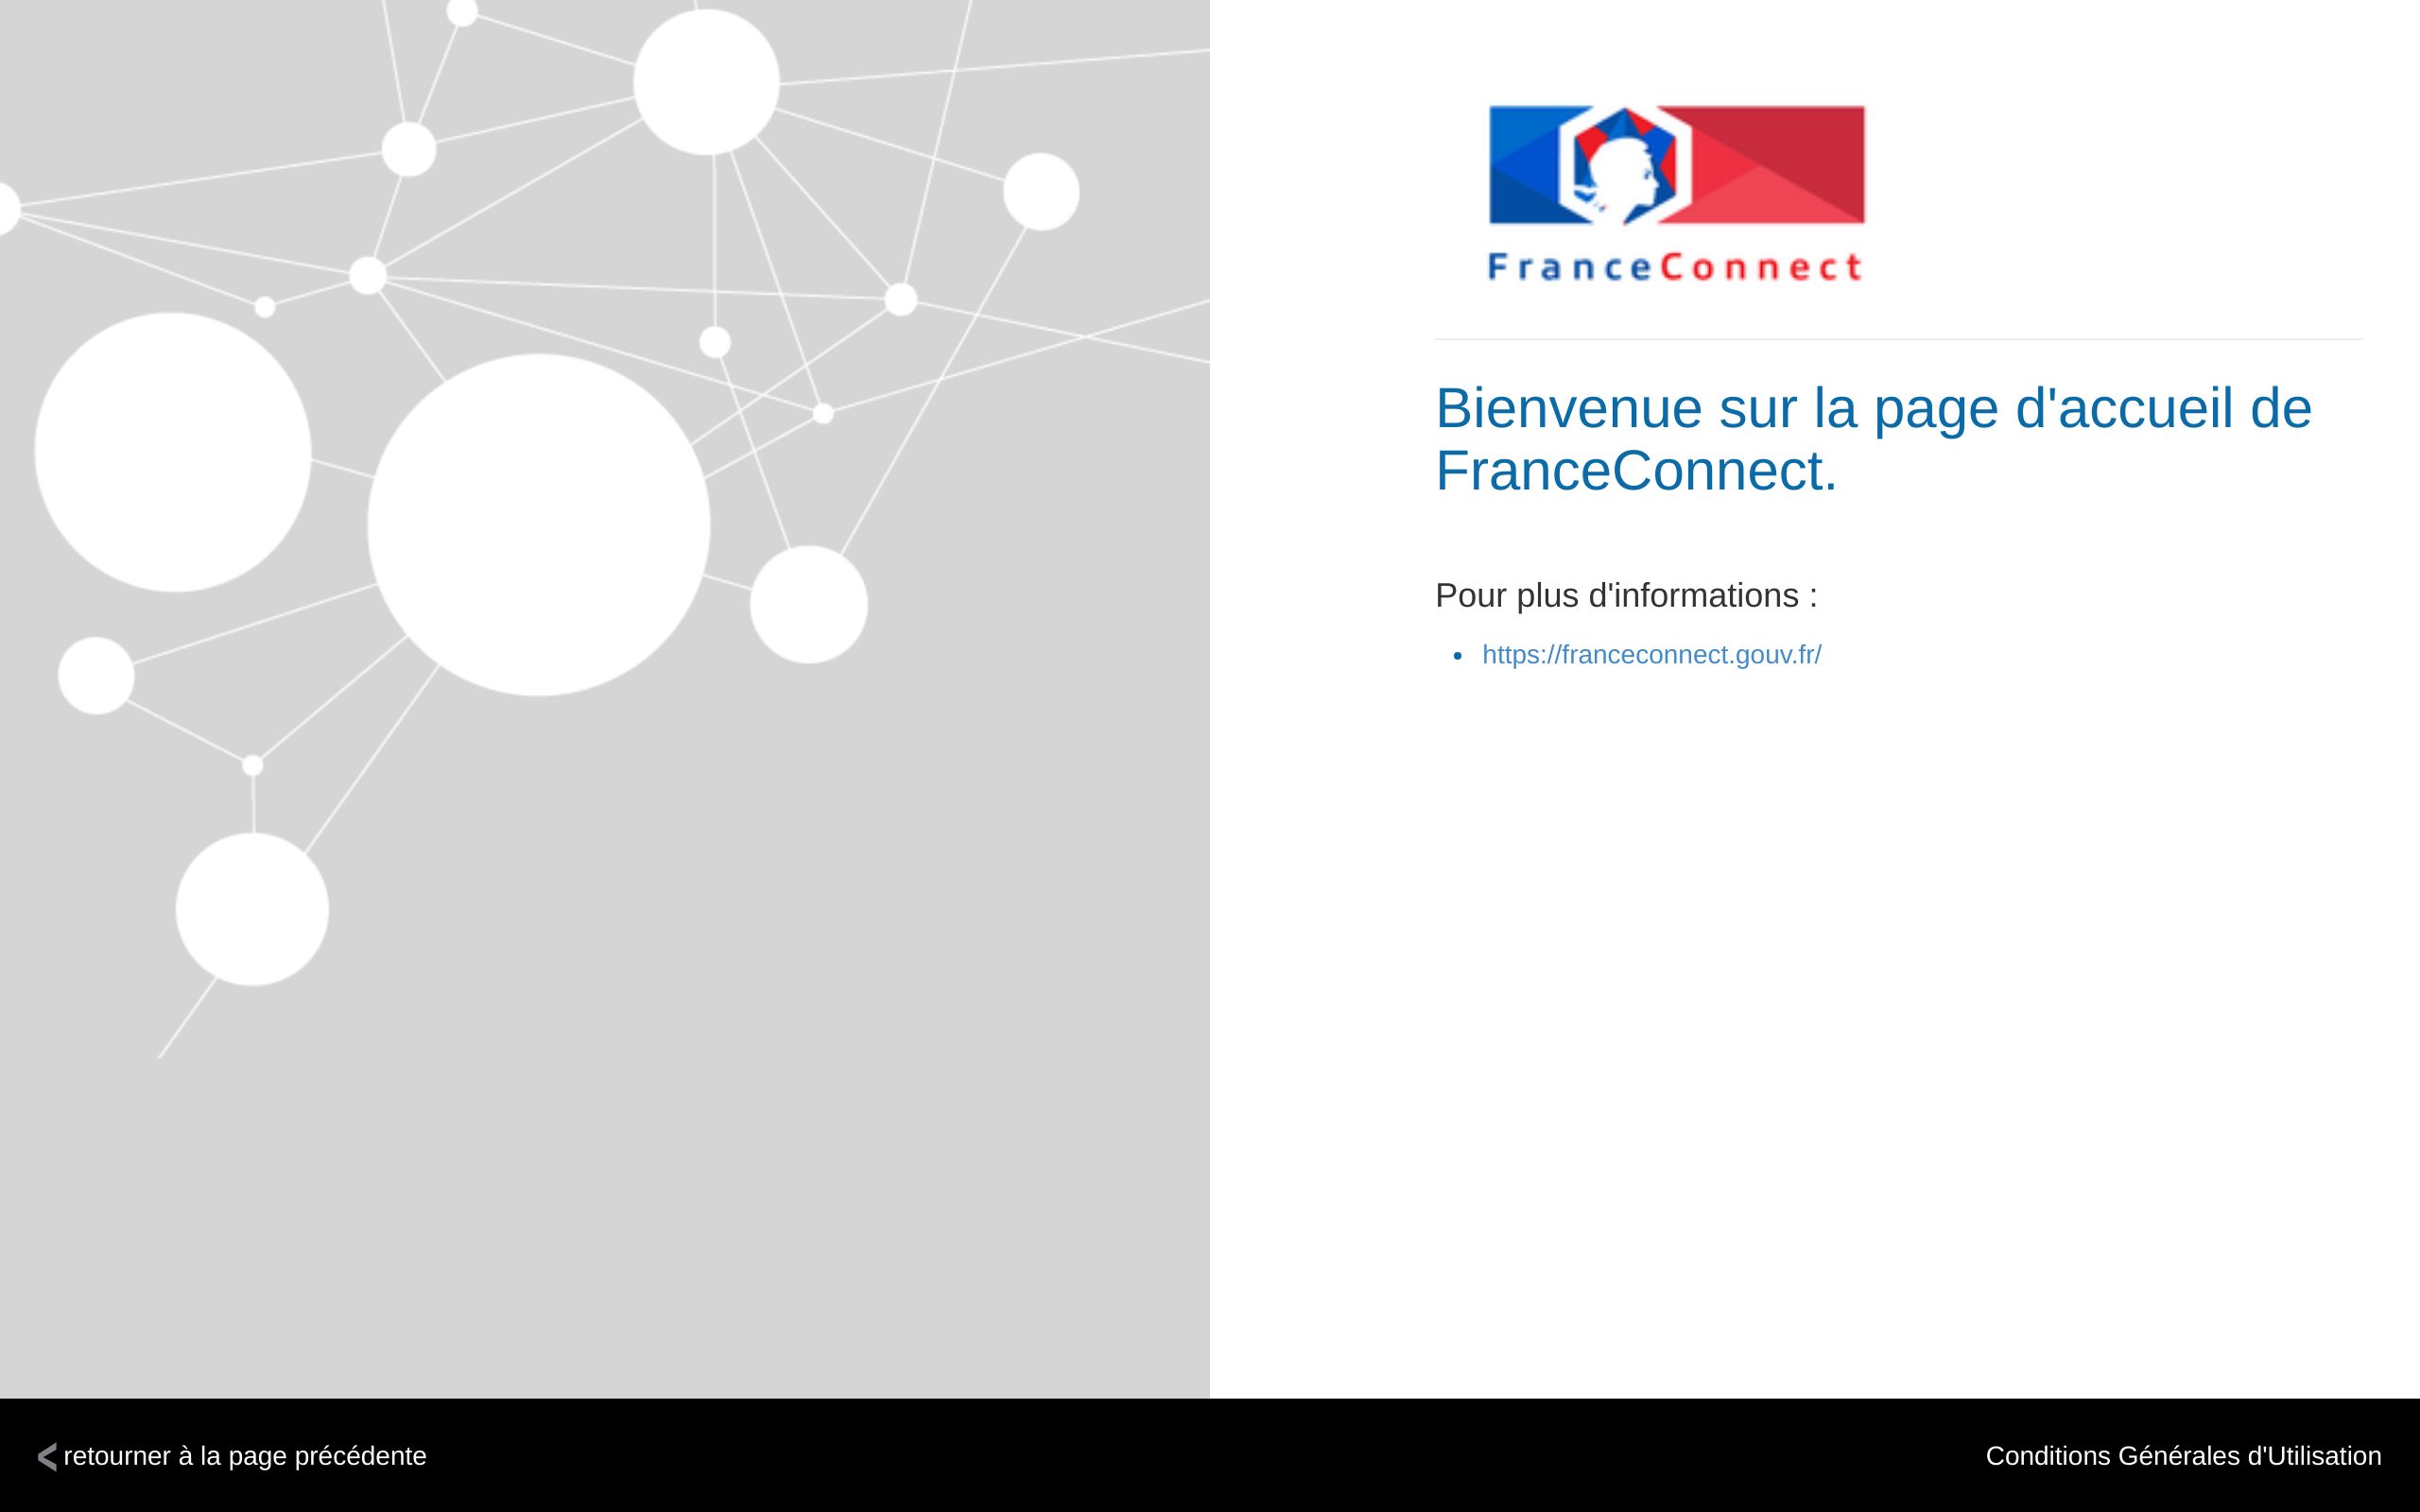 FranceConnect
Bienvenue sur la page d'accueil de
FranceConnect.
Pour plus d'informations :
https://franceconnect.gouv.fr/
retourner à la page précédente
Conditions Générales d'Utilisation